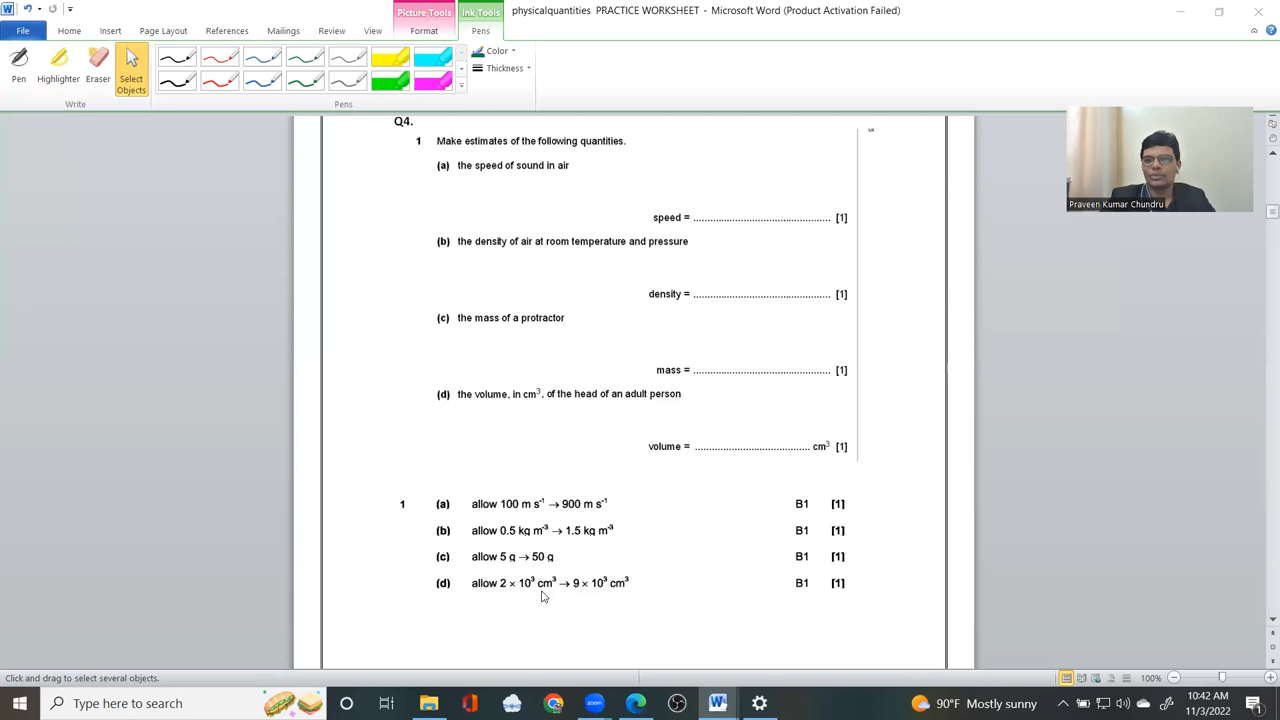 Picture Tools
Ink Tools
physicalquantities PRACTICE WORKSHEET - Microsoft Word (Product Activation Failed)
File
Home
Insert
Page Layout
References
Mailings
Review
View
Format
Pens
Pen
Highlighter
Eraser
Select
Objects
Color
Thickness
Write
Pens
Q4.
1 Make estimates of the following quantities.
(a) the speed of sound in air
speed = .............................................. [1]
(b) the density of air at room temperature and pressure
density = .............................................. [1]
(c) the mass of a protractor
mass = .............................................. [1]
(d) the volume, in cm³, of the head of an adult person
volume = ....................................... cm³ [1]
1 (a) allow 100 m s⁻¹ → 900 m s⁻¹ B1 [1]
(b) allow 0.5 kg m⁻³ → 1.5 kg m⁻³ B1 [1]
(c) allow 5 g → 50 g B1 [1]
(d) allow 2 × 10³ cm³ → 9 × 10³ cm³ B1 [1]
Praveen Kumar Chundru
Click and drag to select several objects.
100%
Type here to search
zoom
90°F Mostly sunny
10:42 AM
11/3/2022